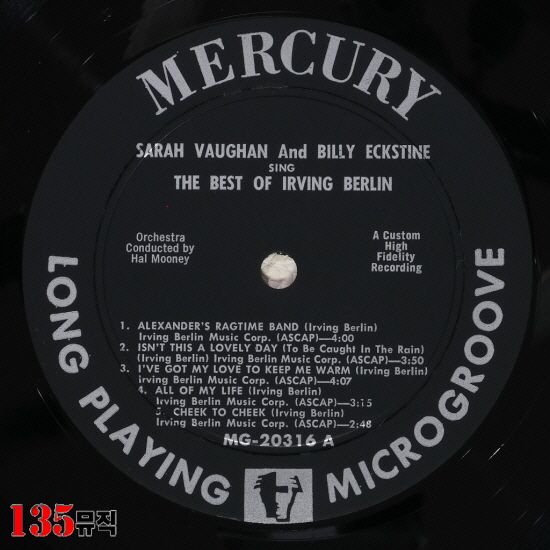 MERCURY
SARAH VAUGHAN And BILLY ECKSTINE
SING
THE BEST OF IRVING BERLIN
Orchestra
Conducted by
Hal Mooney
A Custom
High
Fidelity
Recording
1. ALEXANDER'S RAGTIME BAND (Irving Berlin)
Irving Berlin Music Corp. (ASCAP)—4:00
2. ISN'T THIS A LOVELY DAY (To Be Caught In The Rain)
(Irving Berlin) Irving Berlin Music Corp. (ASCAP)—3:50
3. I'VE GOT MY LOVE TO KEEP ME WARM (Irving Berlin)
irving Berlin Music Corp. (ASCAP)—4:07
4. ALL OF MY LIFE (Irving Berlin)
Irving Berlin Music Corp. (ASCAP)—3:15
5. CHEEK TO CHEEK (Irving Berlin)
Irving Berlin Music Corp. (ASCAP)—2:48
MG-20316 A
LONG PLAYING MICROGROOVE
135뮤직